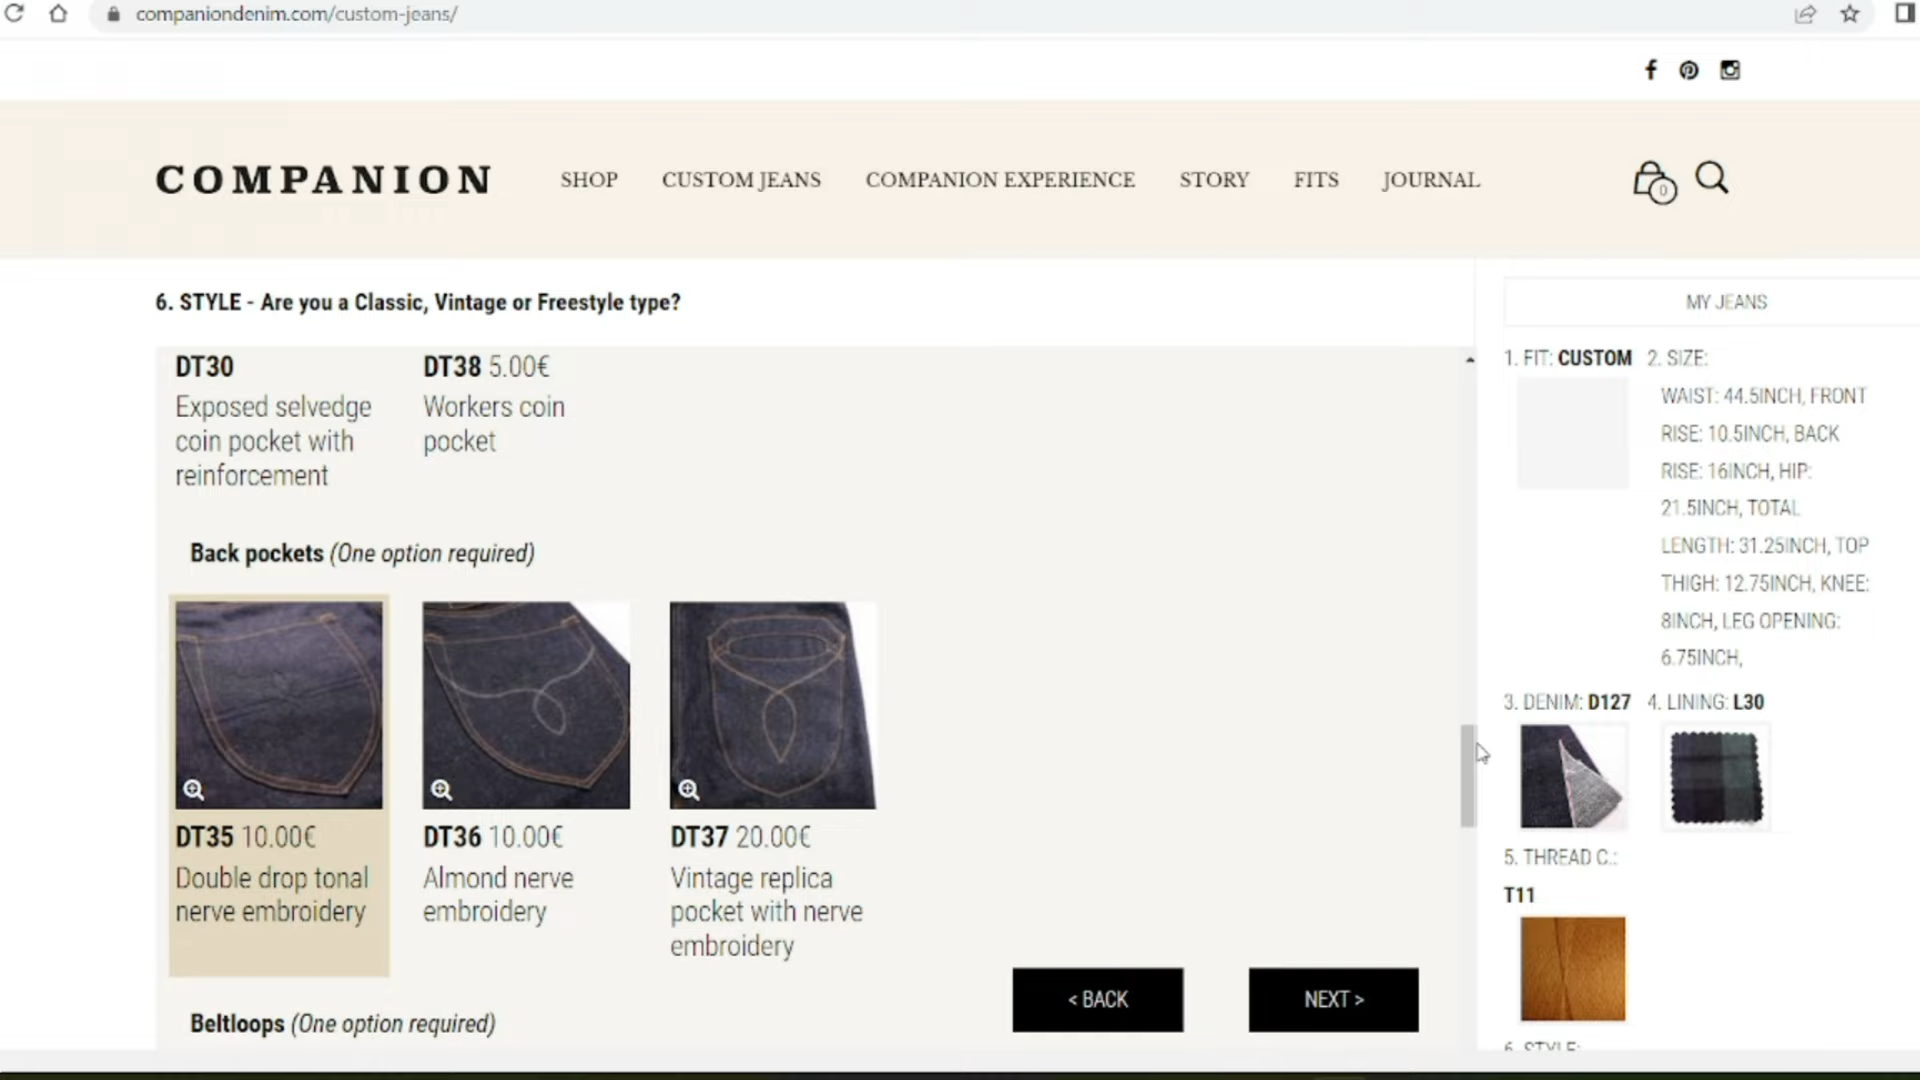 companiondenim.com/custom-jeans/
COMPANION
SHOP
CUSTOM JEANS
COMPANION EXPERIENCE
STORY
FITS
JOURNAL
0
6. STYLE - Are you a Classic, Vintage or Freestyle type?
DT30
Exposed selvedge
coin pocket with
reinforcement
DT38 5.00€
Workers coin
pocket
Back pockets (One option required)
DT35 10.00€
Double drop tonal
nerve embroidery
DT36 10.00€
Almond nerve
embroidery
DT37 20.00€
Vintage replica
pocket with nerve
embroidery
< BACK
NEXT >
Beltloops (One option required)
MY JEANS
1. FIT: CUSTOM
2. SIZE:
WAIST: 44.5INCH, FRONT
RISE: 10.5INCH, BACK
RISE: 16INCH, HIP:
21.5INCH, TOTAL
LENGTH: 31.25INCH, TOP
THIGH: 12.75INCH, KNEE:
8INCH, LEG OPENING:
6.75INCH,
3. DENIM: D127
4. LINING: L30
5. THREAD C.:
T11
6. STYLE: